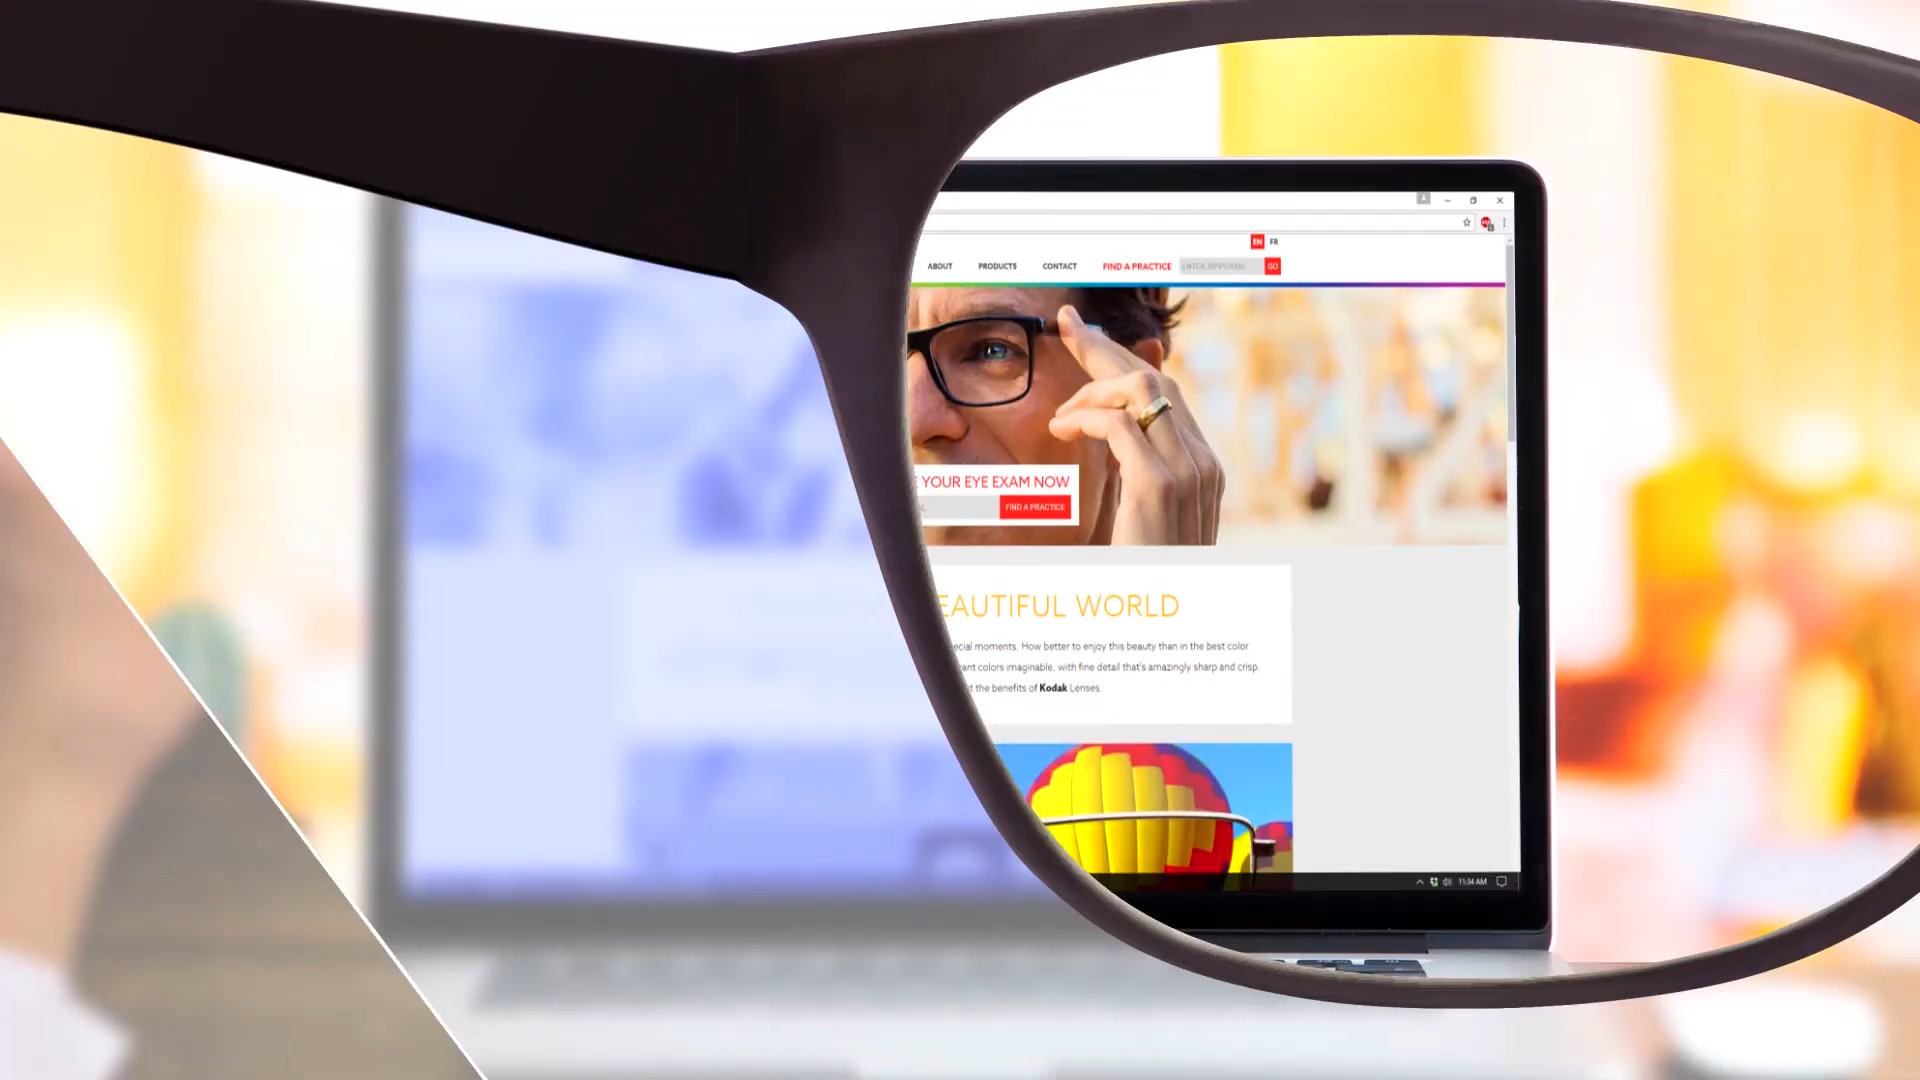 EN FR
ABOUT PRODUCTS CONTACT FIND A PRACTICE GO
YOUR EYE EXAM NOW
FIND A PRACTICE
EAUTIFUL WORLD
ecial moments. How better to enjoy this beauty than in the best color
rant colors imaginable, with fine detail that's amazingly sharp and crisp.
t the benefits of Kodak Lenses.
11:34 AM